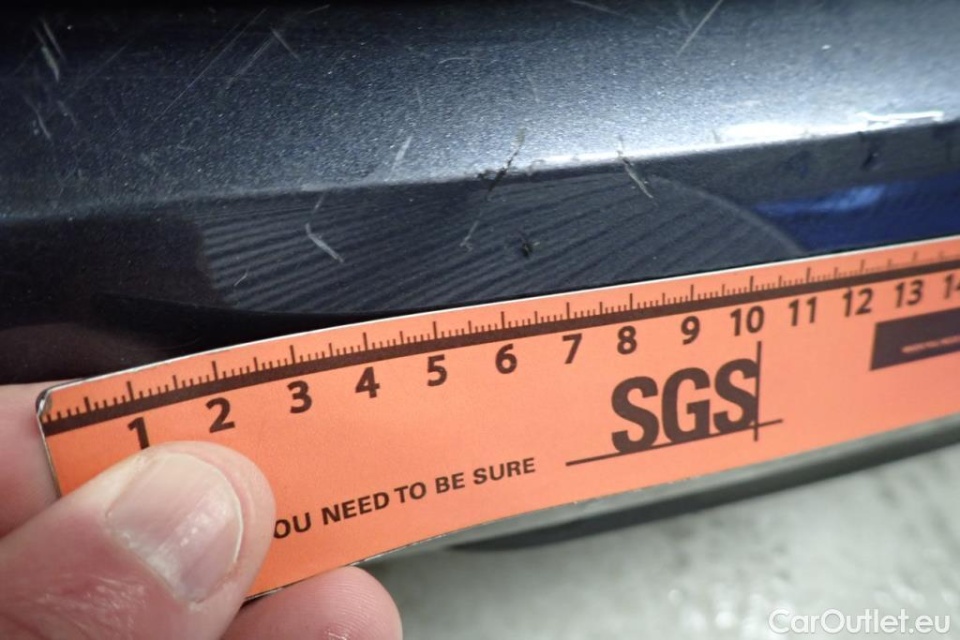 1 2 3 4 5 6 7 8 9 10 11 12 13 14
SGS
OU NEED TO BE SURE
CarOutlet.eu